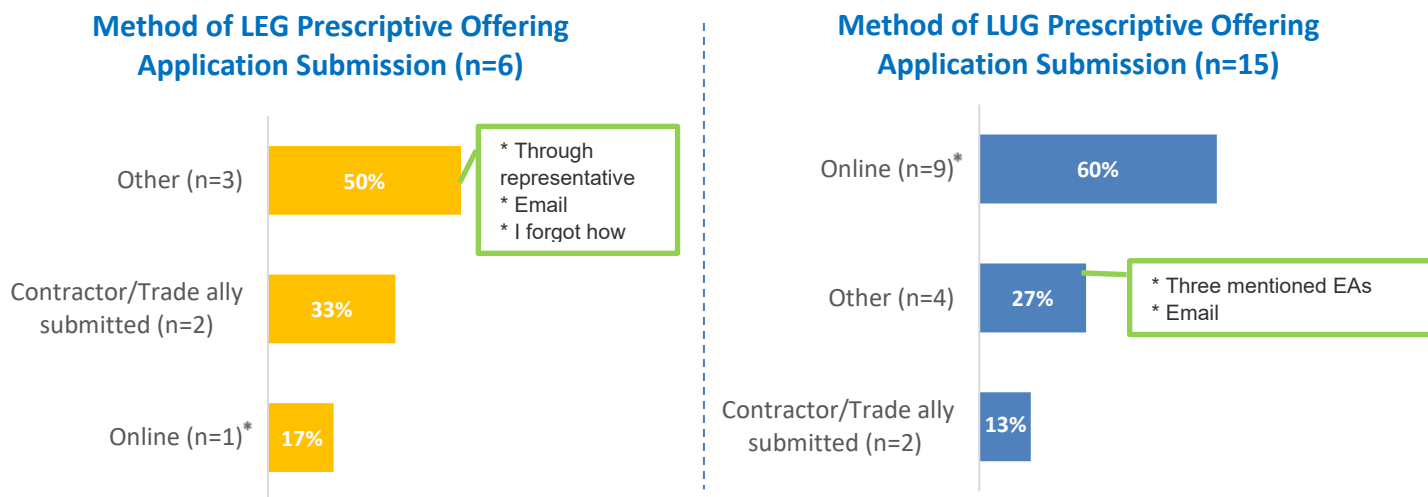 Method of LEG Prescriptive Offering
Application Submission (n=6)
Other (n=3)
50%
* Through
representative
* Email
* I forgot how
Contractor/Trade ally
submitted (n=2)
33%
Online (n=1)*
17%
Method of LUG Prescriptive Offering
Application Submission (n=15)
Online (n=9)*
60%
Other (n=4)
27%
* Three mentioned EAs
* Email
Contractor/Trade ally
submitted (n=2)
13%